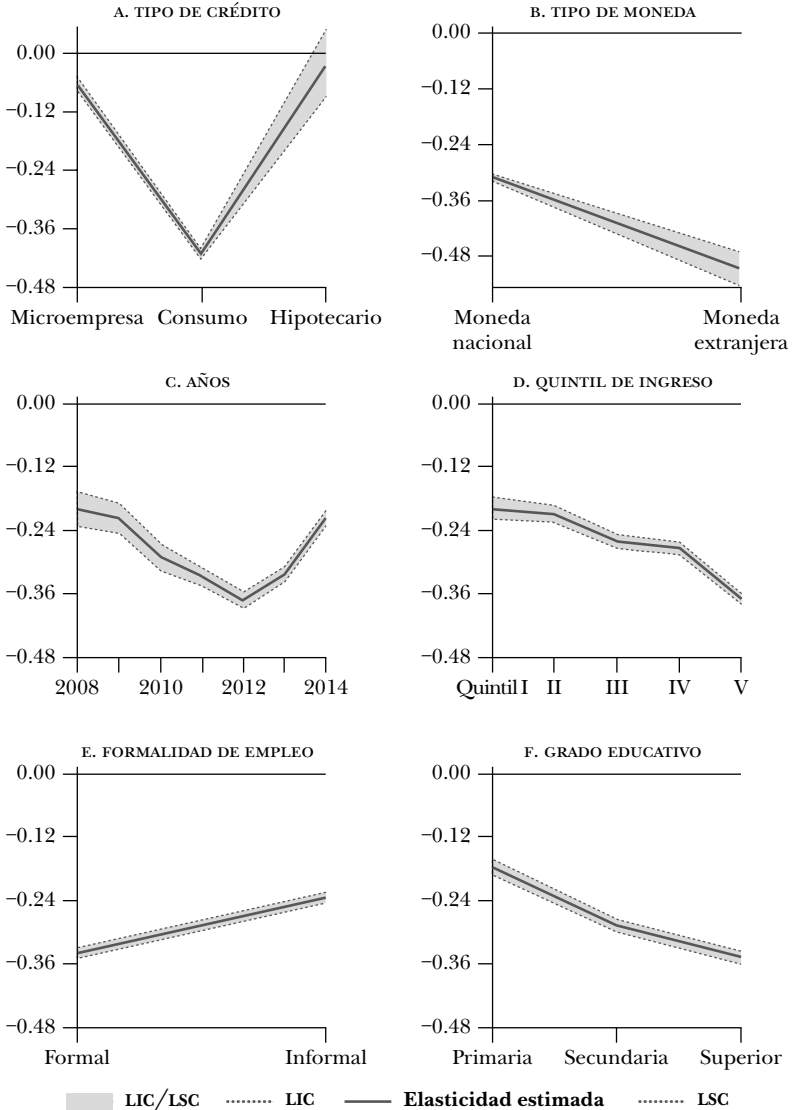 A. TIPO DE CRÉDITO
0.00
−0.12
−0.24
−0.36
−0.48
Microempresa Consumo Hipotecario
B. TIPO DE MONEDA
0.00
−0.12
−0.24
−0.36
−0.48
Moneda nacional
Moneda extranjera
C. AÑOS
0.00
−0.12
−0.24
−0.36
−0.48
2008 2010 2012 2014
D. QUINTIL DE INGRESO
0.00
−0.12
−0.24
−0.36
−0.48
Quintil I II III IV V
E. FORMALIDAD DE EMPLEO
0.00
−0.12
−0.24
−0.36
−0.48
Formal Informal
F. GRADO EDUCATIVO
0.00
−0.12
−0.24
−0.36
−0.48
Primaria Secundaria Superior
LIC/LSC LIC Elasticidad estimada LSC